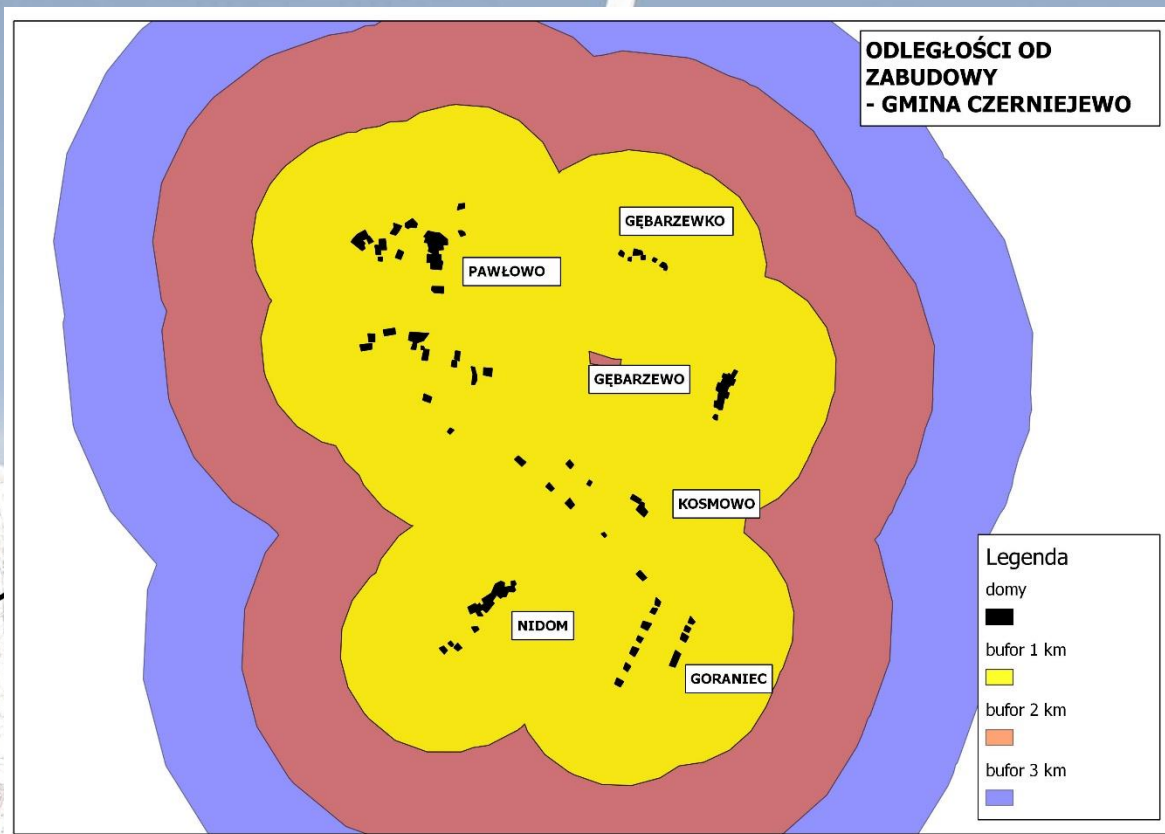 ODLEGŁOŚCI OD
ZABUDOWY
- GMINA CZERNIEJEWO
GĘBARZEWKO
PAWŁOWO
GĘBARZEWO
KOSMOWO
NIDOM
GORANIEC
Legenda
domy
bufor 1 km
bufor 2 km
bufor 3 km